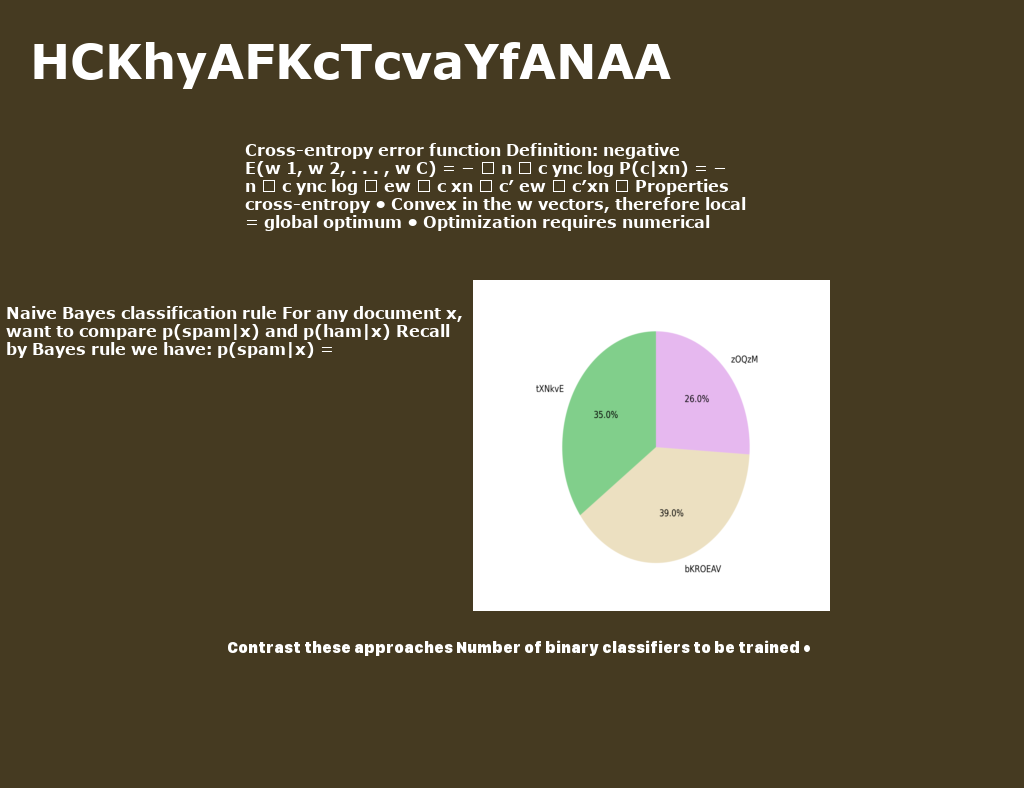 HCKhyAFKcTcvaYfANAA
Cross-entropy error function Definition: negative
E(w 1, w 2, . . . , w C) = − □ n □ c ync log P(c|xn) = −
n □ c ync log □ ew □ c xn □ c’ ew □ c’xn □ Properties
cross-entropy • Convex in the w vectors, therefore local
= global optimum • Optimization requires numerical
Naive Bayes classification rule For any document x,
want to compare p(spam|x) and p(ham|x) Recall
by Bayes rule we have: p(spam|x) =
zOQzM
tXNkvE
26.0%
35.0%
39.0%
bKROEAV
Contrast these approaches Number of binary classifiers to be trained •